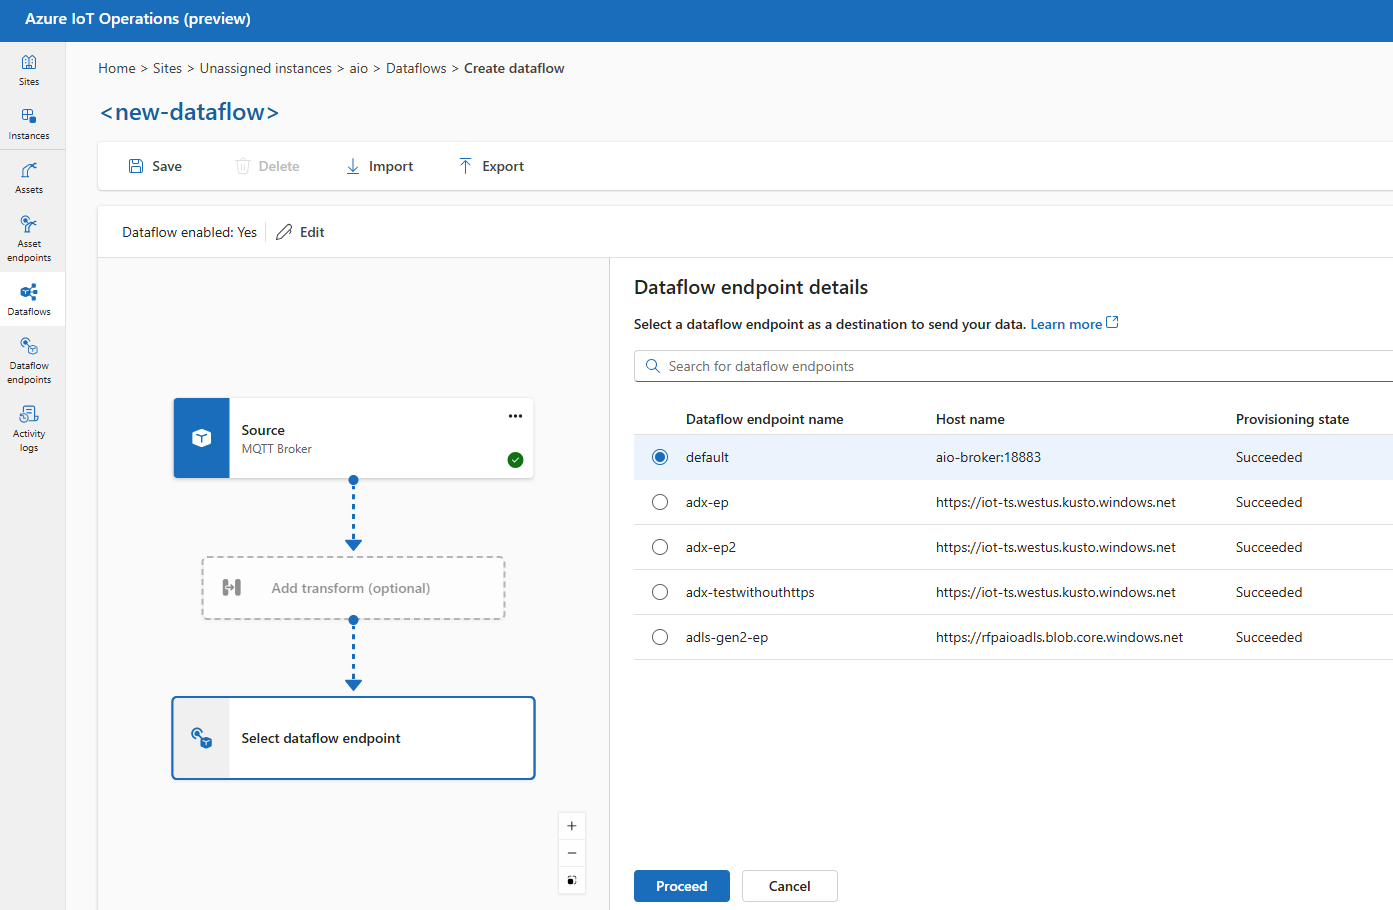 Azure IoT Operations (preview)
Sites
Instances
Assets
Asset
endpoints
Dataflows
Dataflow
endpoints
Activity
logs
Home > Sites > Unassigned instances > aio > Dataflows > Create dataflow
<new-dataflow>
Save Delete Import Export
Dataflow enabled: Yes Edit
Source
MQTT Broker
Add transform (optional)
Select dataflow endpoint
Dataflow endpoint details
Select a dataflow endpoint as a destination to send your data. Learn more
Search for dataflow endpoints
Dataflow endpoint name Host name Provisioning state
default aio-broker:18883 Succeeded
adx-ep https://iot-ts.westus.kusto.windows.net Succeeded
adx-ep2 https://iot-ts.westus.kusto.windows.net Succeeded
adx-testwithouthttps https://iot-ts.westus.kusto.windows.net Succeeded
adls-gen2-ep https://rfpaioadls.blob.core.windows.net Succeeded
Proceed Cancel